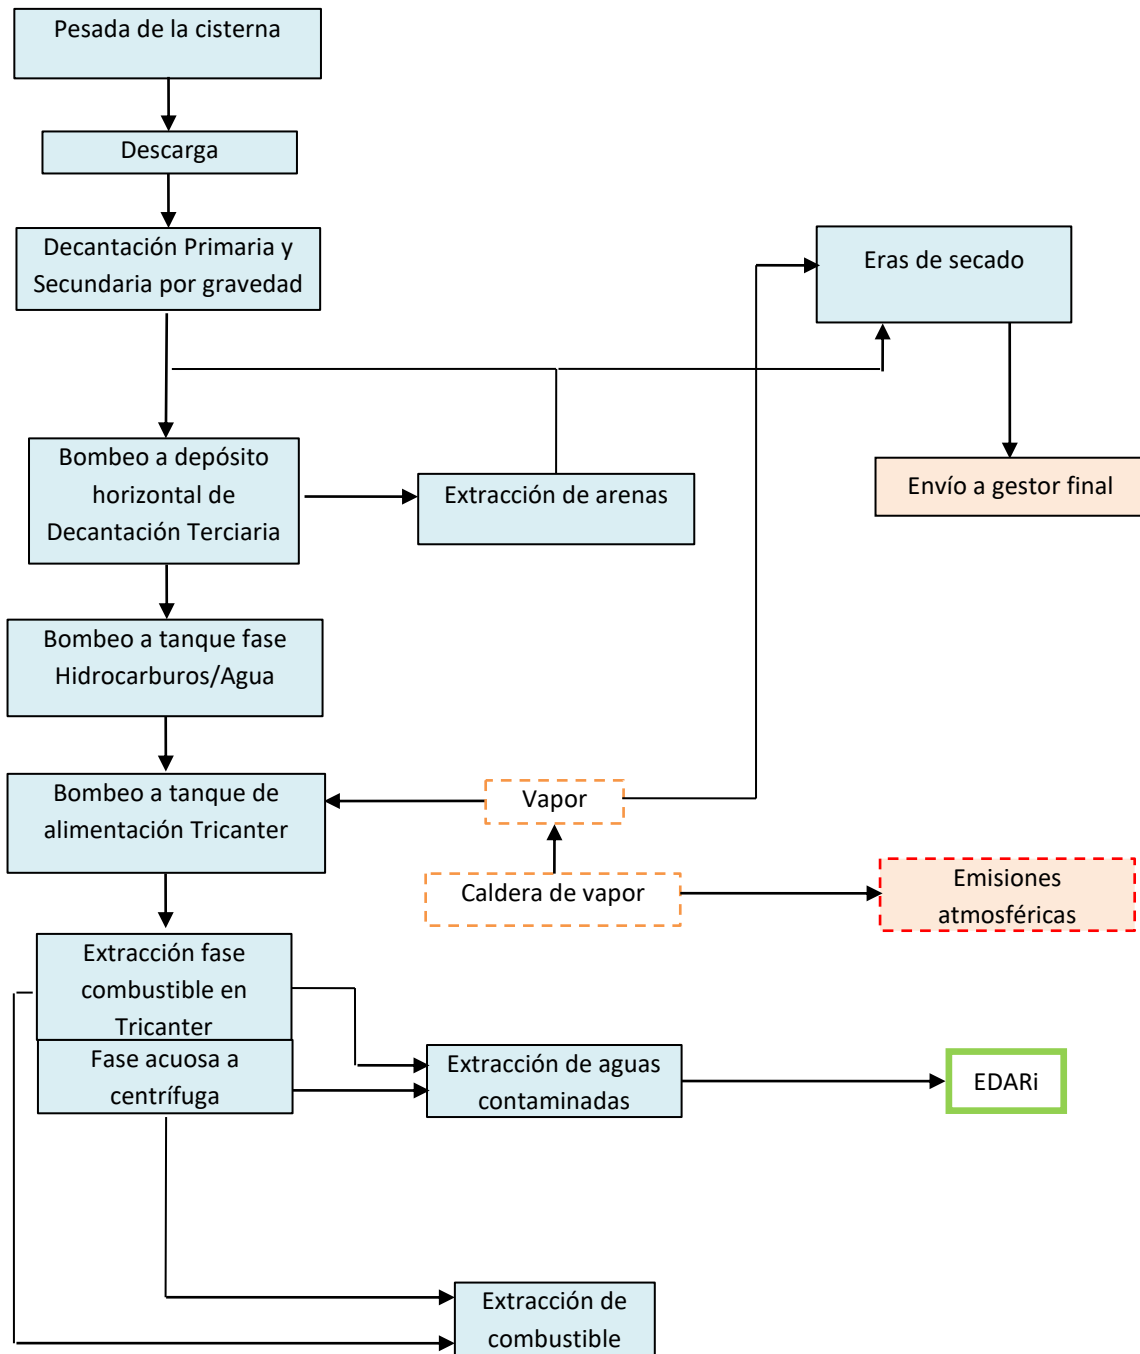 Pesada de la cisterna
Descarga
Decantación Primaria y
Secundaria por gravedad
Eras de secado
Bombeo a depósito
horizontal de
Decantación Terciaria
Extracción de arenas
Envío a gestor final
Bombeo a tanque fase
Hidrocarburos/Agua
Bombeo a tanque de
alimentación Tricanter
Vapor
Caldera de vapor
Emisiones
atmosféricas
Extracción fase
combustible en
Tricanter
Fase acuosa a
centrífuga
Extracción de aguas
contaminadas
EDARi
Extracción de
combustible